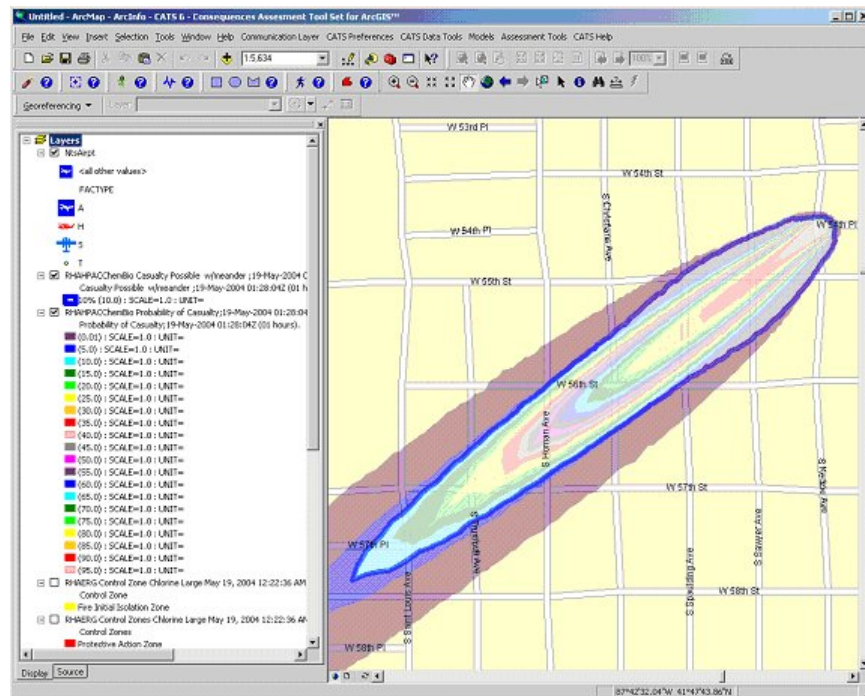 Untitled - ArcMap - ArcInfo - CATS 6 - Consequences Assesment Tool Set for ArcGIS™
File Edit View Insert Selection Tools Window Help Communication Layer CATS Preferences CATS Data Tools Models Assessment Tools CATS Help
1:5,634
100%
Georeferencing Layer:
Layers
NtsAirpt
<all other values>
FACTYPE
A
H
S
T
RHAHPACChemBio Casualty Possible w/meander ;19-May-2004 C
Casualty Possible w/meander ;19-May-2004 01:28:04Z (01 h
10% (10.0) : SCALE=1.0 : UNIT=
RHAHPACChemBio Probability of Casualty;19-May-2004 01:28:04
Probability of Casualty;19-May-2004 01:28:04Z (01 hours).
(0.01) : SCALE=1.0 : UNIT=
(5.0) : SCALE=1.0 : UNIT=
(10.0) : SCALE=1.0 : UNIT=
(15.0) : SCALE=1.0 : UNIT=
(20.0) : SCALE=1.0 : UNIT=
(25.0) : SCALE=1.0 : UNIT=
(30.0) : SCALE=1.0 : UNIT=
(35.0) : SCALE=1.0 : UNIT=
(40.0) : SCALE=1.0 : UNIT=
(45.0) : SCALE=1.0 : UNIT=
(50.0) : SCALE=1.0 : UNIT=
(55.0) : SCALE=1.0 : UNIT=
(60.0) : SCALE=1.0 : UNIT=
(65.0) : SCALE=1.0 : UNIT=
(70.0) : SCALE=1.0 : UNIT=
(75.0) : SCALE=1.0 : UNIT=
(80.0) : SCALE=1.0 : UNIT=
(85.0) : SCALE=1.0 : UNIT=
(90.0) : SCALE=1.0 : UNIT=
(95.0) : SCALE=1.0 : UNIT=
RHAERG Control Zone Chlorine Large May 19, 2004 12:22:36 AM
Control Zone
Fire Initial Isolation Zone
RHAERG Control Zones Chlorine Large May 19, 2004 12:22:36 AM
Control Zones
Protective Action Zone
Display Source
W 53rd Pl
W 54th St
S Christiana Ave
W 54th Pl
W 54th Pl
W 55th St
W 56th St
S Homan Ave
S Kedzie Ave
W 57th St
S Trumbull Ave
S Sawyer Ave
W 57th Pl
S Spaulding Ave
S Saint Louis Ave
W 58th St
W 58th Pl
87°42'32.04"W 41°47'43.86"N